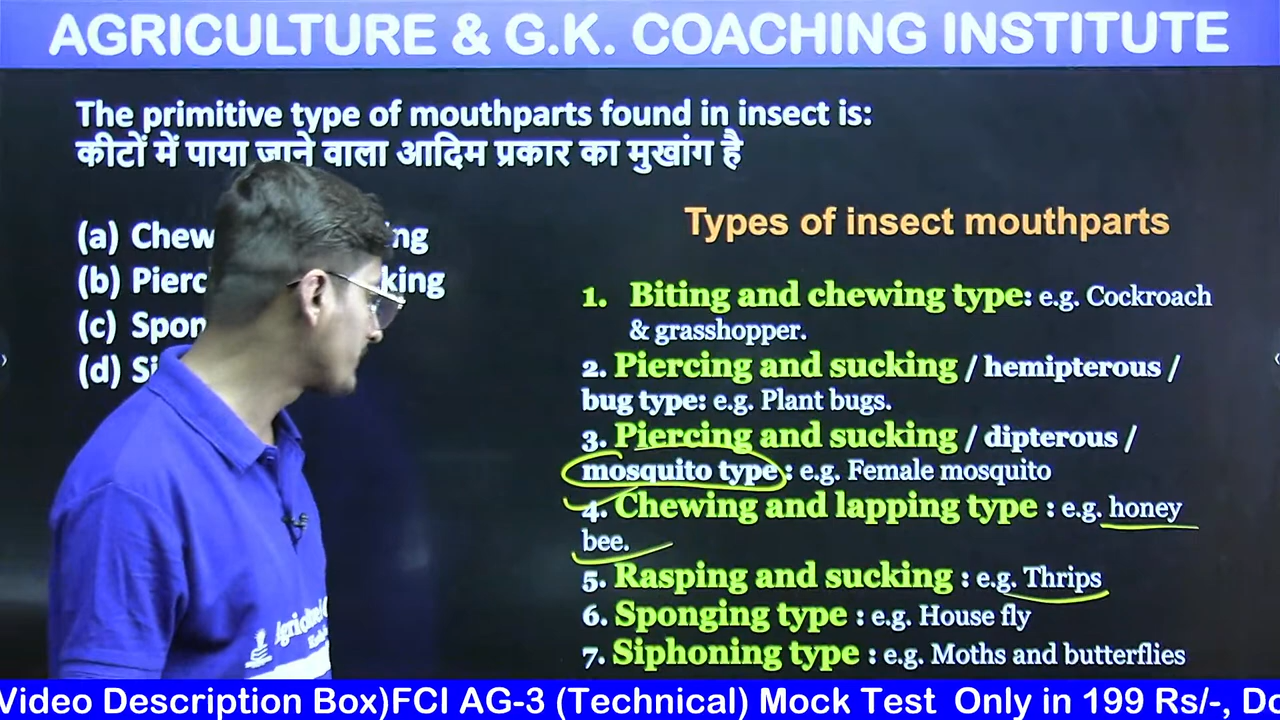 AGRICULTURE & G.K. COACHING INSTITUTE
The primitive type of mouthparts found in insect is:
कीटों में पाया जाने वाला आदिम प्रकार का मुखांग है
(a)
(b)
(c)
(d)
Types of insect mouthparts
1. Biting and chewing type: e.g. Cockroach
& grasshopper.
2. Piercing and sucking / hemipterous /
bug type: e.g. Plant bugs.
3. Piercing and sucking / dipterous /
mosquito type : e.g. Female mosquito
4. Chewing and lapping type : e.g. honey
bee.
5. Rasping and sucking : e.g. Thrips
6. Sponging type : e.g. House fly
7. Siphoning type : e.g. Moths and butterflies
Video Description Box)FCI AG-3 (Technical) Mock Test Only in 199 Rs/-,